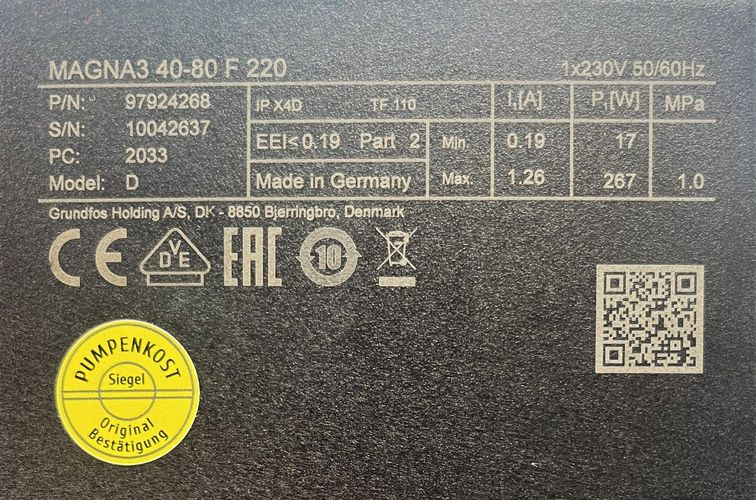 MAGNA3 40-80 F 220 1x230V 50/60Hz
P/N: 97924268 IP X4D TF 110 I₁[A] P₁[W] MPa
S/N: 10042637 EEI≤0.19 Part 2 Min. 0.19 17
PC: 2033
Model: D Made in Germany Max. 1.26 267 1.0
Grundfos Holding A/S, DK - 8850 Bjerringbro, Denmark
CE VDE EAC 10
PUMPENKOST
Siegel
Original
Bestätigung